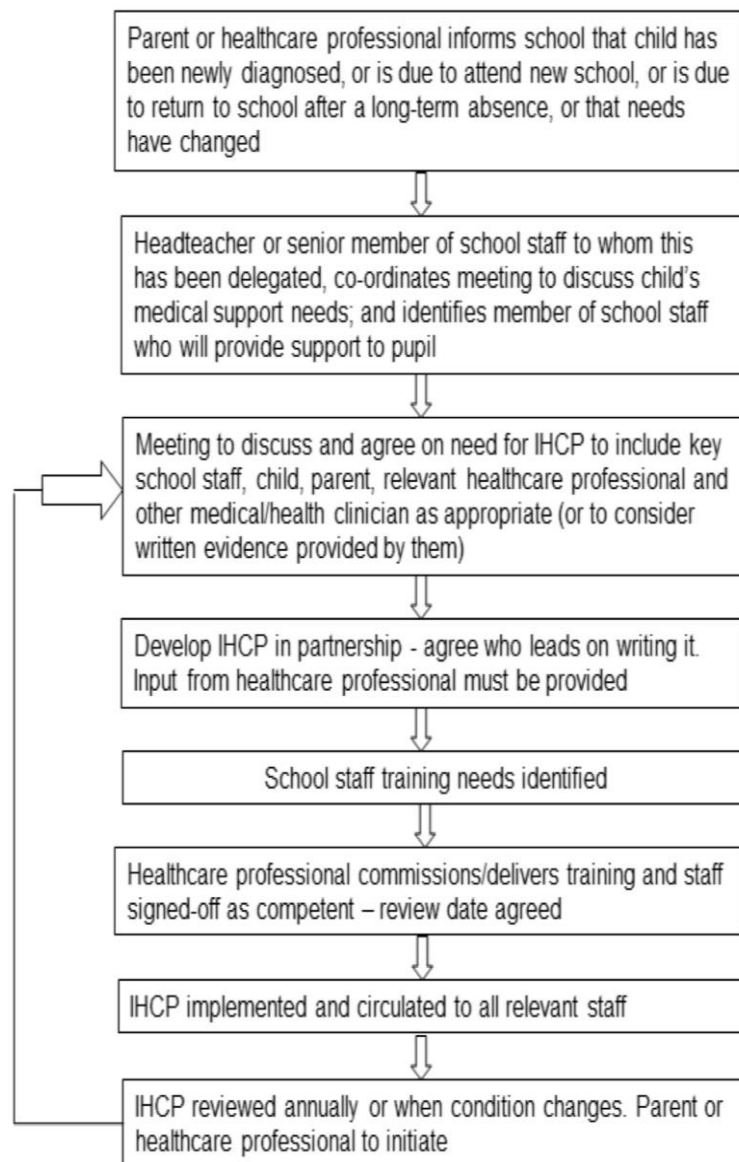 Parent or healthcare professional informs school that child has
been newly diagnosed, or is due to attend new school, or is due
to return to school after a long-term absence, or that needs
have changed
Headteacher or senior member of school staff to whom this
has been delegated, co-ordinates meeting to discuss child's
medical support needs; and identifies member of school staff
who will provide support to pupil
Meeting to discuss and agree on need for IHCP to include key
school staff, child, parent, relevant healthcare professional and
other medical/health clinician as appropriate (or to consider
written evidence provided by them)
Develop IHCP in partnership - agree who leads on writing it.
Input from healthcare professional must be provided
School staff training needs identified
Healthcare professional commissions/delivers training and staff
signed-off as competent – review date agreed
IHCP implemented and circulated to all relevant staff
IHCP reviewed annually or when condition changes. Parent or
healthcare professional to initiate